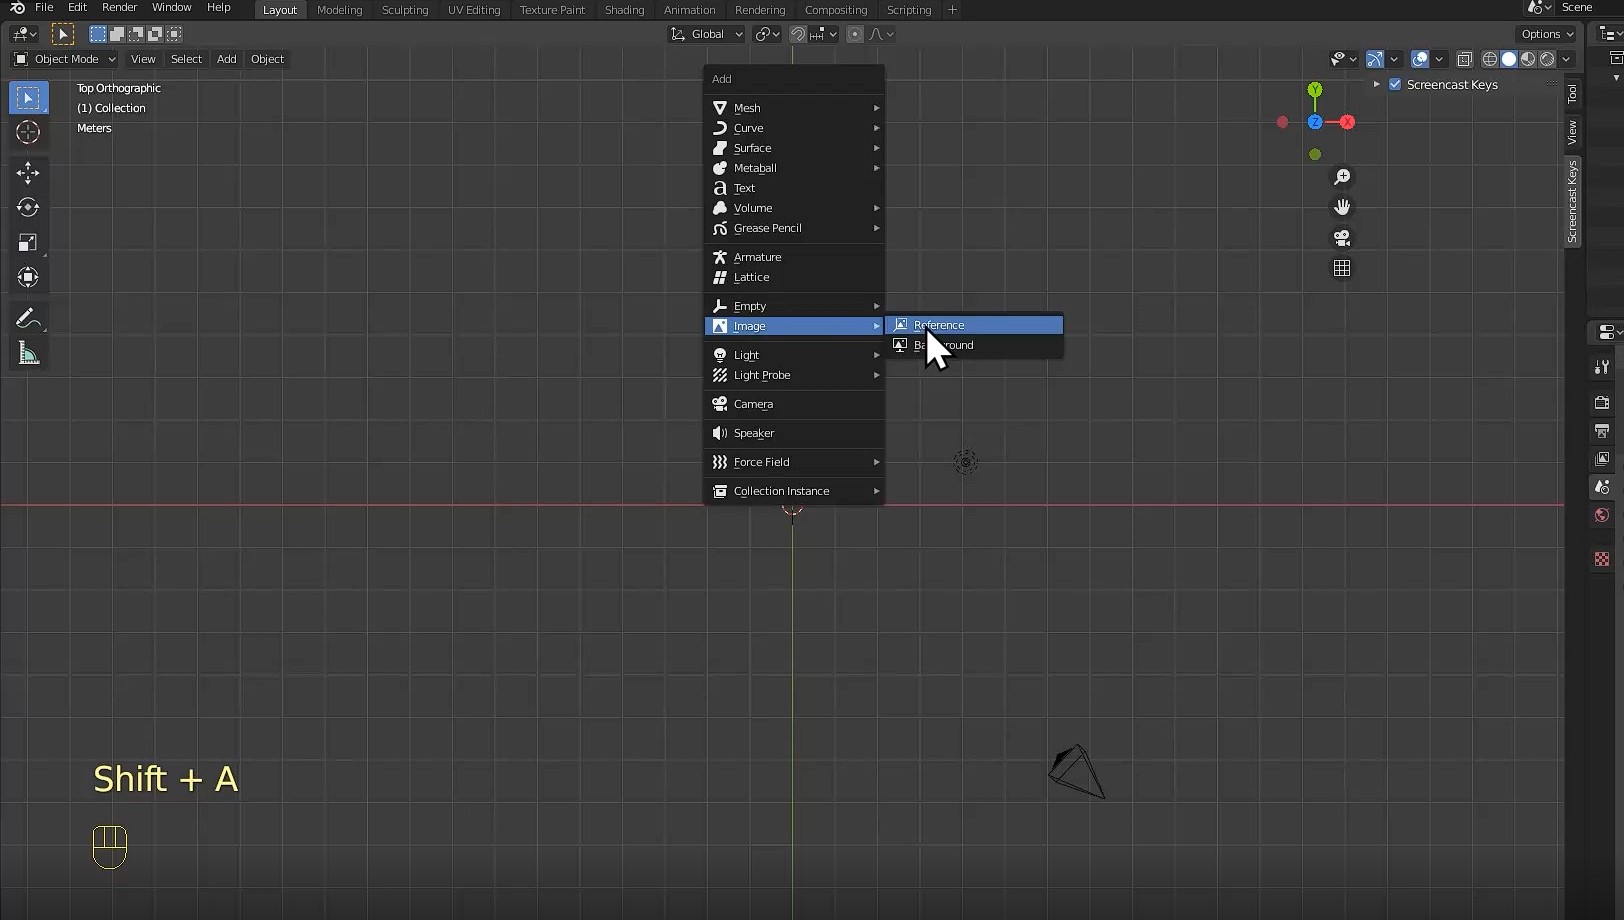 File Edit Render Window Help Layout Modeling Sculpting UV Editing Texture Paint Shading Animation Rendering Compositing Scripting + Scene
Global Options
Object Mode View Select Add Object
Top Orthographic
(1) Collection
Meters
Add
Mesh
Curve
Surface
Metaball
Text
Volume
Grease Pencil
Armature
Lattice
Empty
Image
Light
Light Probe
Camera
Speaker
Force Field
Collection Instance
Reference
Y
Z
X
Screencast Keys
Tool
View
Screencast Keys
Shift + A